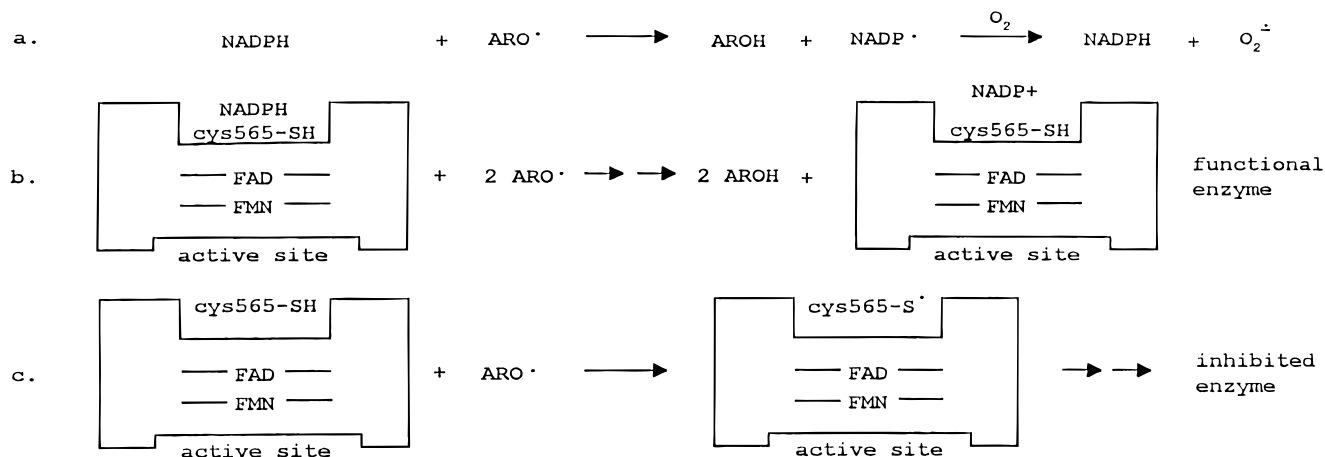 a. NADPH + ARO· ⟶ AROH + NADP· O₂ ⟶ NADPH + O₂∸
NADPH NADP+
cys565-SH cys565-SH
b. FAD + 2 ARO· → → 2 AROH + FAD functional
FMN FMN enzyme
active site active site
cys565-SH cys565-S·
c. FAD + ARO· ⟶ FAD → → inhibited
FMN FMN enzyme
active site active site